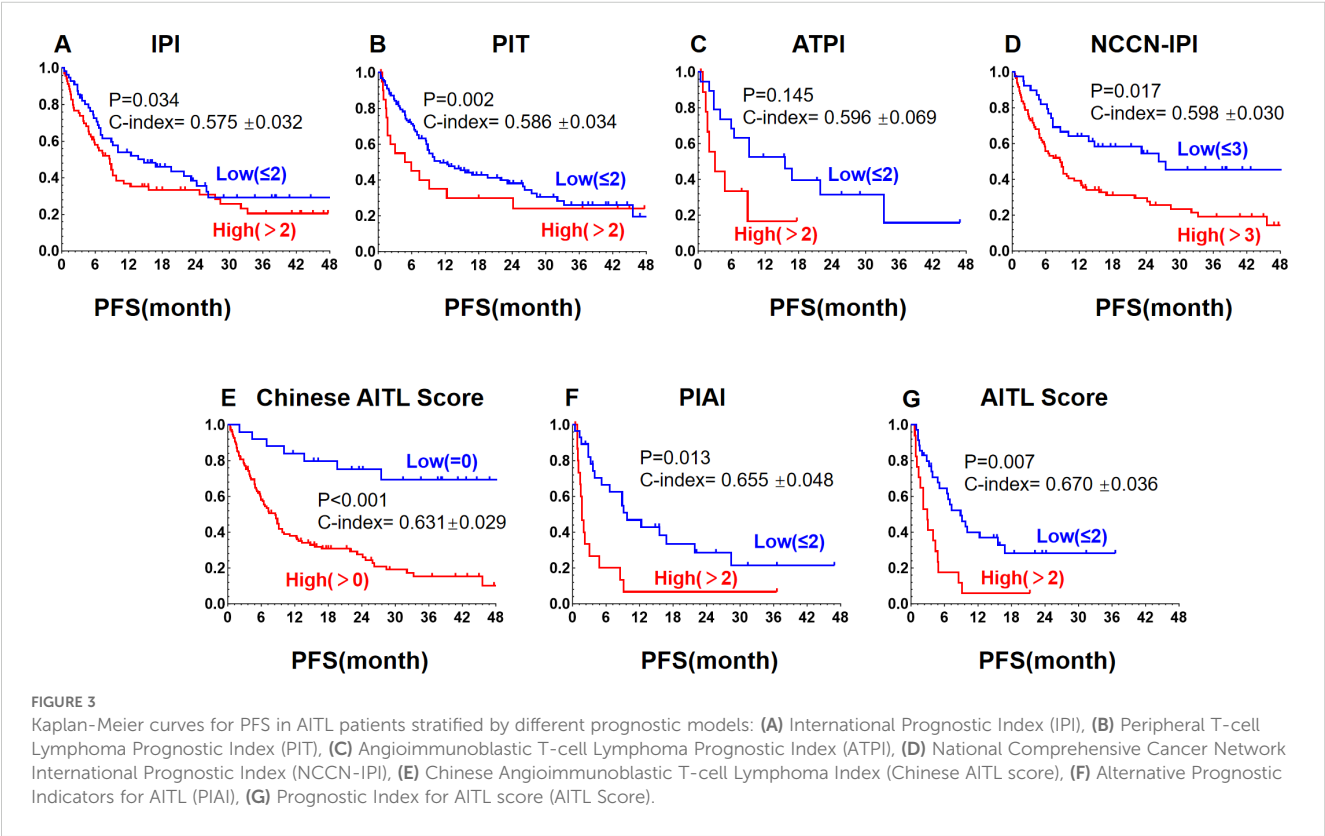 A IPI
1.0
0.8
0.6
0.4
0.2
0.0
P=0.034
C-index= 0.575 ±0.032
Low(≤2)
High(>2)
0 6 12 18 24 30 36 42 48
PFS(month)
B PIT
1.0
0.8
0.6
0.4
0.2
0.0
P=0.002
C-index= 0.586 ±0.034
Low(≤2)
High(>2)
0 6 12 18 24 30 36 42 48
PFS(month)
C ATPI
1.0
0.8
0.6
0.4
0.2
0.0
P=0.145
C-index= 0.596 ±0.069
Low(≤2)
High(>2)
0 6 12 18 24 30 36 42 48
PFS(month)
D NCCN-IPI
1.0
0.8
0.6
0.4
0.2
0.0
P=0.017
C-index= 0.598 ±0.030
Low(≤3)
High(>3)
0 6 12 18 24 30 36 42 48
PFS(month)
E Chinese AITL Score
1.0
0.8
0.6
0.4
0.2
0.0
Low(=0)
P<0.001
C-index= 0.631±0.029
High(>0)
0 6 12 18 24 30 36 42 48
PFS(month)
F PIAI
1.0
0.8
0.6
0.4
0.2
0.0
P=0.013
C-index= 0.655 ±0.048
Low(≤2)
High(>2)
0 6 12 18 24 30 36 42 48
PFS(month)
G AITL Score
1.0
0.8
0.6
0.4
0.2
0.0
P=0.007
C-index= 0.670 ±0.036
Low(≤2)
High(>2)
0 6 12 18 24 30 36 42 48
PFS(month)
FIGURE 3
Kaplan-Meier curves for PFS in AITL patients stratified by different prognostic models: (A) International Prognostic Index (IPI), (B) Peripheral T-cell
Lymphoma Prognostic Index (PIT), (C) Angioimmunoblastic T-cell Lymphoma Prognostic Index (ATPI), (D) National Comprehensive Cancer Network
International Prognostic Index (NCCN-IPI), (E) Chinese Angioimmunoblastic T-cell Lymphoma Index (Chinese AITL score), (F) Alternative Prognostic
Indicators for AITL (PIAI), (G) Prognostic Index for AITL score (AITL Score).